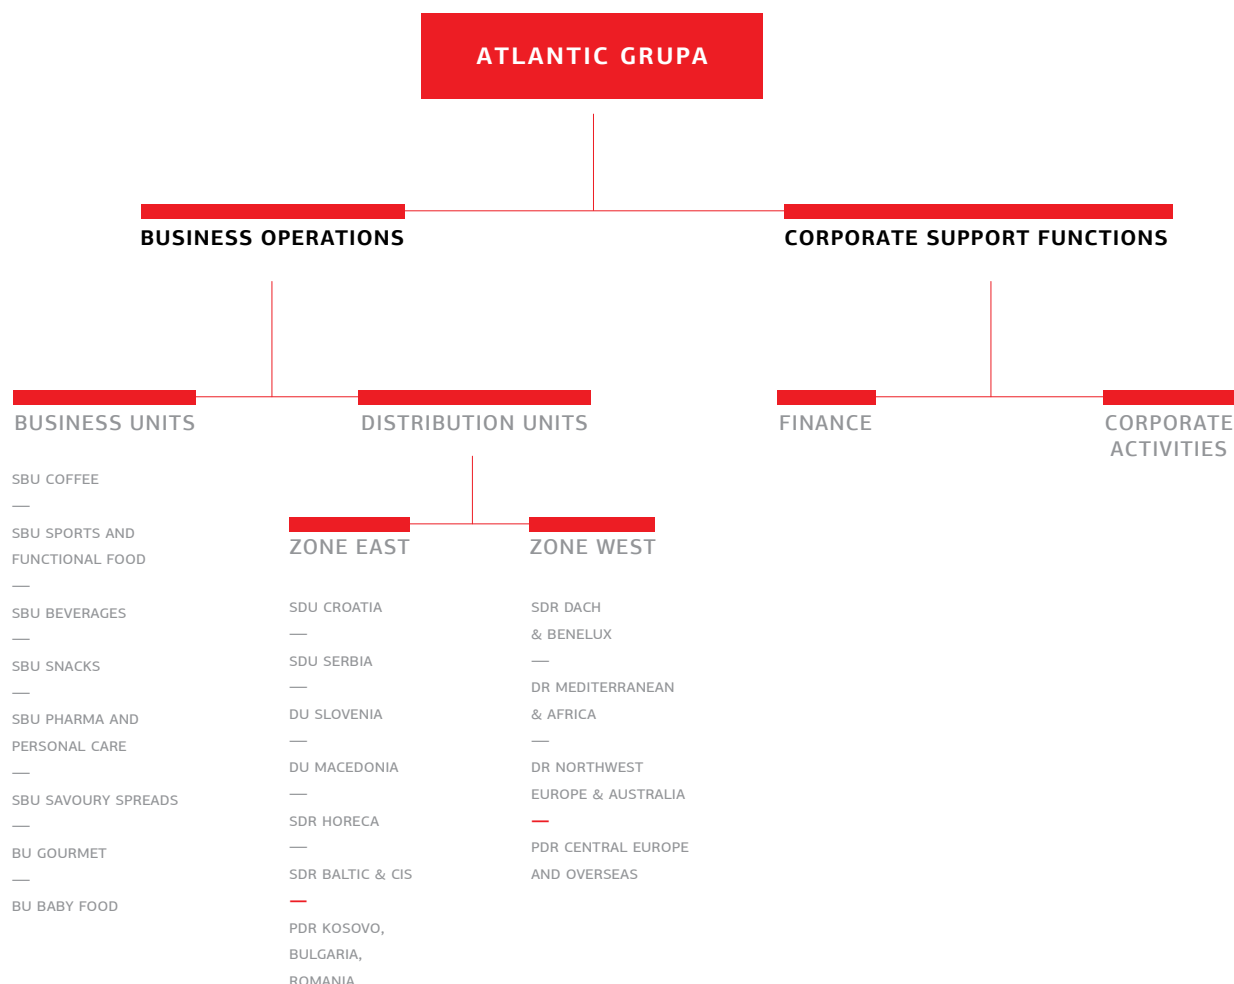 ATLANTIC GRUPA
BUSINESS OPERATIONS
CORPORATE SUPPORT FUNCTIONS
BUSINESS UNITS
DISTRIBUTION UNITS
FINANCE
CORPORATE
ACTIVITIES
SBU COFFEE
—
SBU SPORTS AND
FUNCTIONAL FOOD
—
SBU BEVERAGES
—
SBU SNACKS
—
SBU PHARMA AND
PERSONAL CARE
—
SBU SAVOURY SPREADS
—
BU GOURMET
—
BU BABY FOOD
ZONE EAST
SDU CROATIA
—
SDU SERBIA
—
DU SLOVENIA
—
DU MACEDONIA
—
SDR HORECA
—
SDR BALTIC & CIS
—
PDR KOSOVO,
BULGARIA,
ROMANIA
ZONE WEST
SDR DACH
& BENELUX
—
DR MEDITERRANEAN
& AFRICA
—
DR NORTHWEST
EUROPE & AUSTRALIA
—
PDR CENTRAL EUROPE
AND OVERSEAS